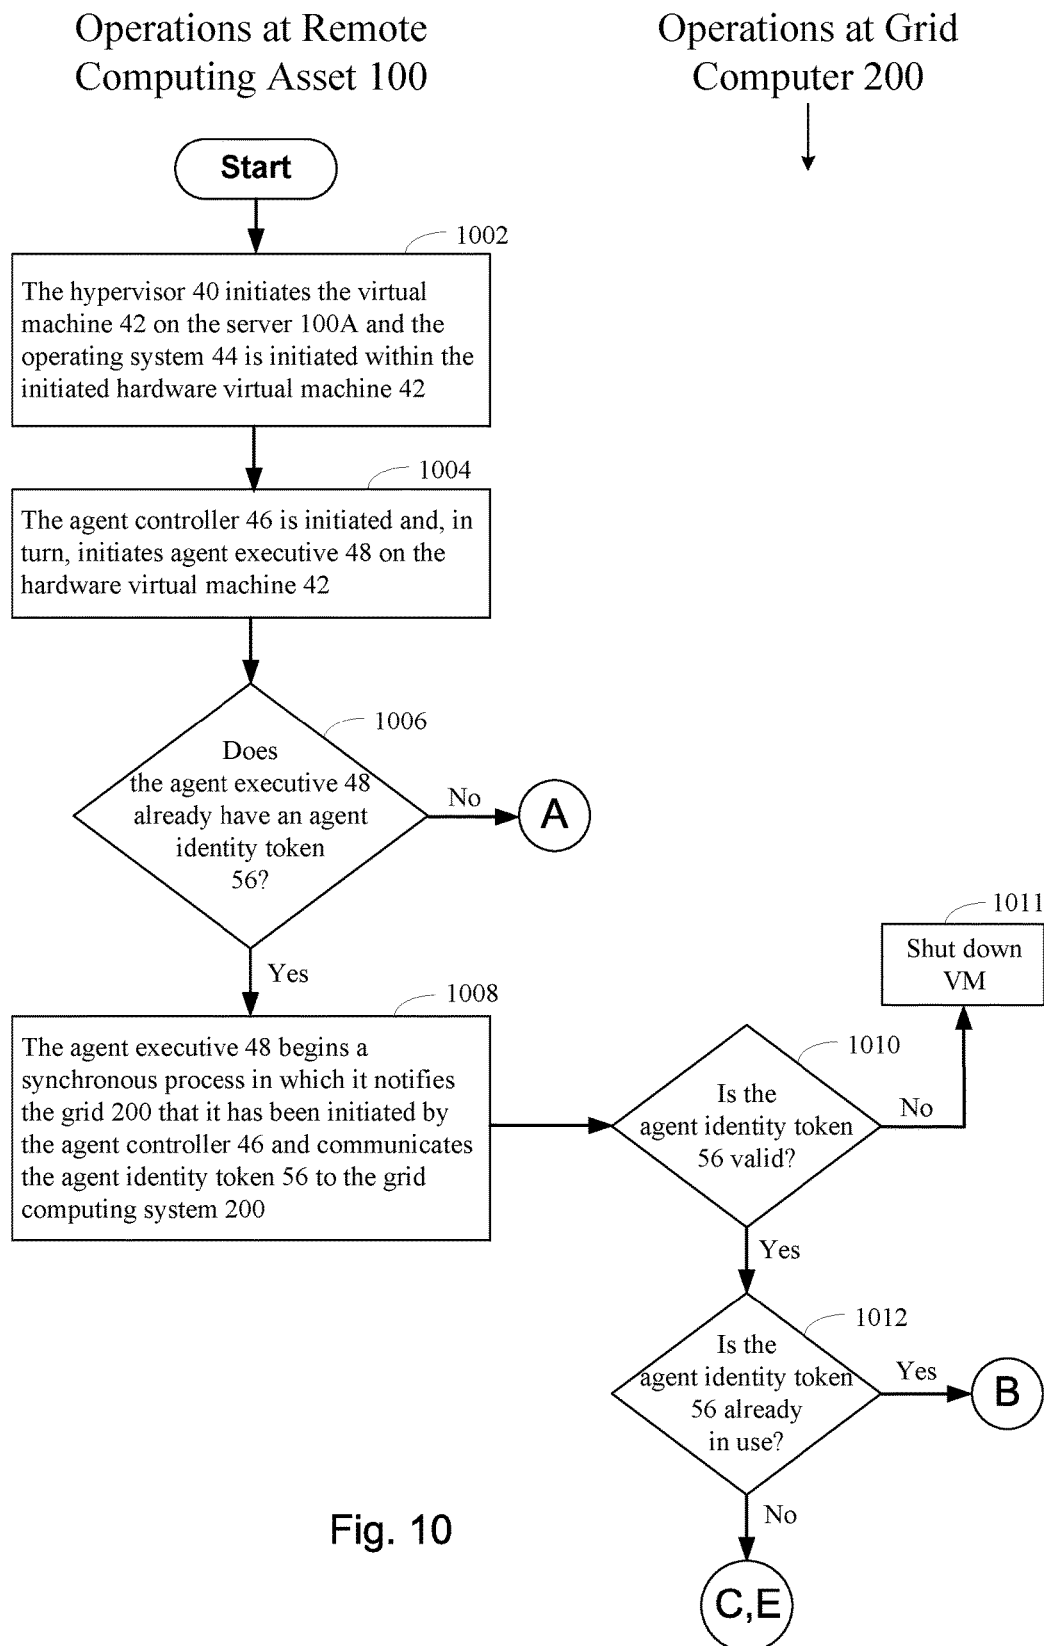 Operations at Remote
Computing Asset 100
Operations at Grid
Computer 200
Start
1002
The hypervisor 40 initiates the virtual
machine 42 on the server 100A and the
operating system 44 is initiated within the
initiated hardware virtual machine 42
1004
The agent controller 46 is initiated and, in
turn, initiates agent executive 48 on the
hardware virtual machine 42
1006
Does
the agent executive 48
already have an agent
identity token
56?
No
A
Yes
1008
The agent executive 48 begins a
synchronous process in which it notifies
the grid 200 that it has been initiated by
the agent controller 46 and communicates
the agent identity token 56 to the grid
computing system 200
1010
Is the
agent identity token
56 valid?
No
1011
Shut down
VM
Yes
1012
Is the
agent identity token
56 already
in use?
Yes
B
No
C,E
Fig. 10